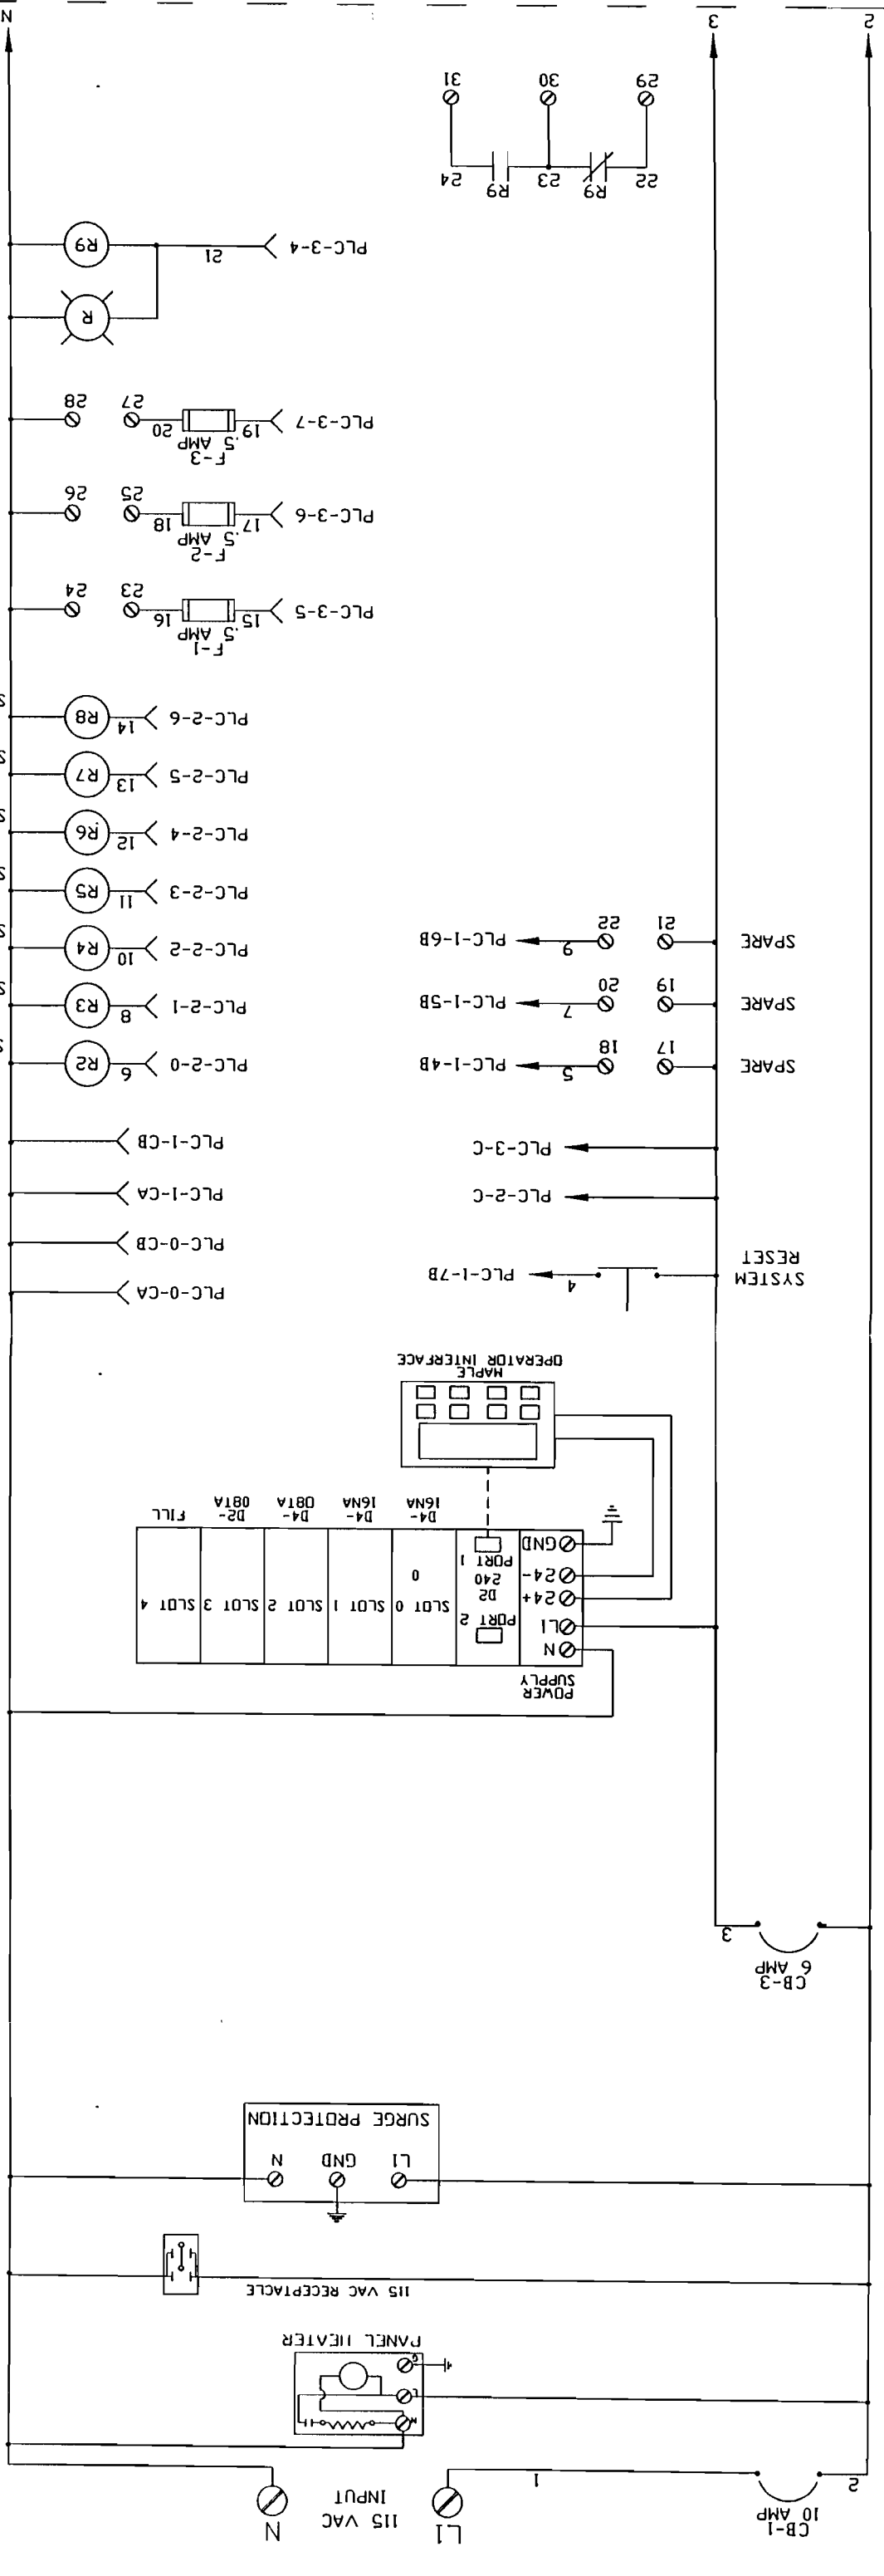 CB-1
10 AMP
2
1
L1
115 VAC
INPUT
N
N
L
G
PANEL HEATER
115 VAC RECEPTACLE
L1
GND
N
SURGE PROTECTION
CB-3
6 AMP
3
POWER
SUPPLY
N
L1
24+
24-
GND
PORT 2
D2
240
PORT 1
SLOT 0
0
SLOT 1
SLOT 2
SLOT 3
SLOT 4
D4-
16NA
D4-
16NA
D4-
08TA
D2-
08TA
FILL
MAPLE
OPERATOR INTERFACE
SYSTEM
RESET
4
PLC-1-7B
PLC-0-CA
PLC-0-CB
PLC-2-C
PLC-1-CA
PLC-3-C
PLC-1-CB
SPARE
17
18
5
PLC-1-4B
PLC-2-0
6
R2
SPARE
19
20
7
PLC-1-5B
PLC-2-1
8
R3
SPARE
21
22
9
PLC-1-6B
PLC-2-2
10
R4
PLC-2-3
11
R5
PLC-2-4
12
R6
PLC-2-5
13
R7
PLC-2-6
14
R8
F-1
.5 AMP
PLC-3-5
15
16
23
24
F-2
.5 AMP
PLC-3-6
17
18
25
26
F-3
.5 AMP
PLC-3-7
19
20
27
28
R
PLC-3-4
21
R9
R9
R9
22
23
24
29
30
31
2
3
N